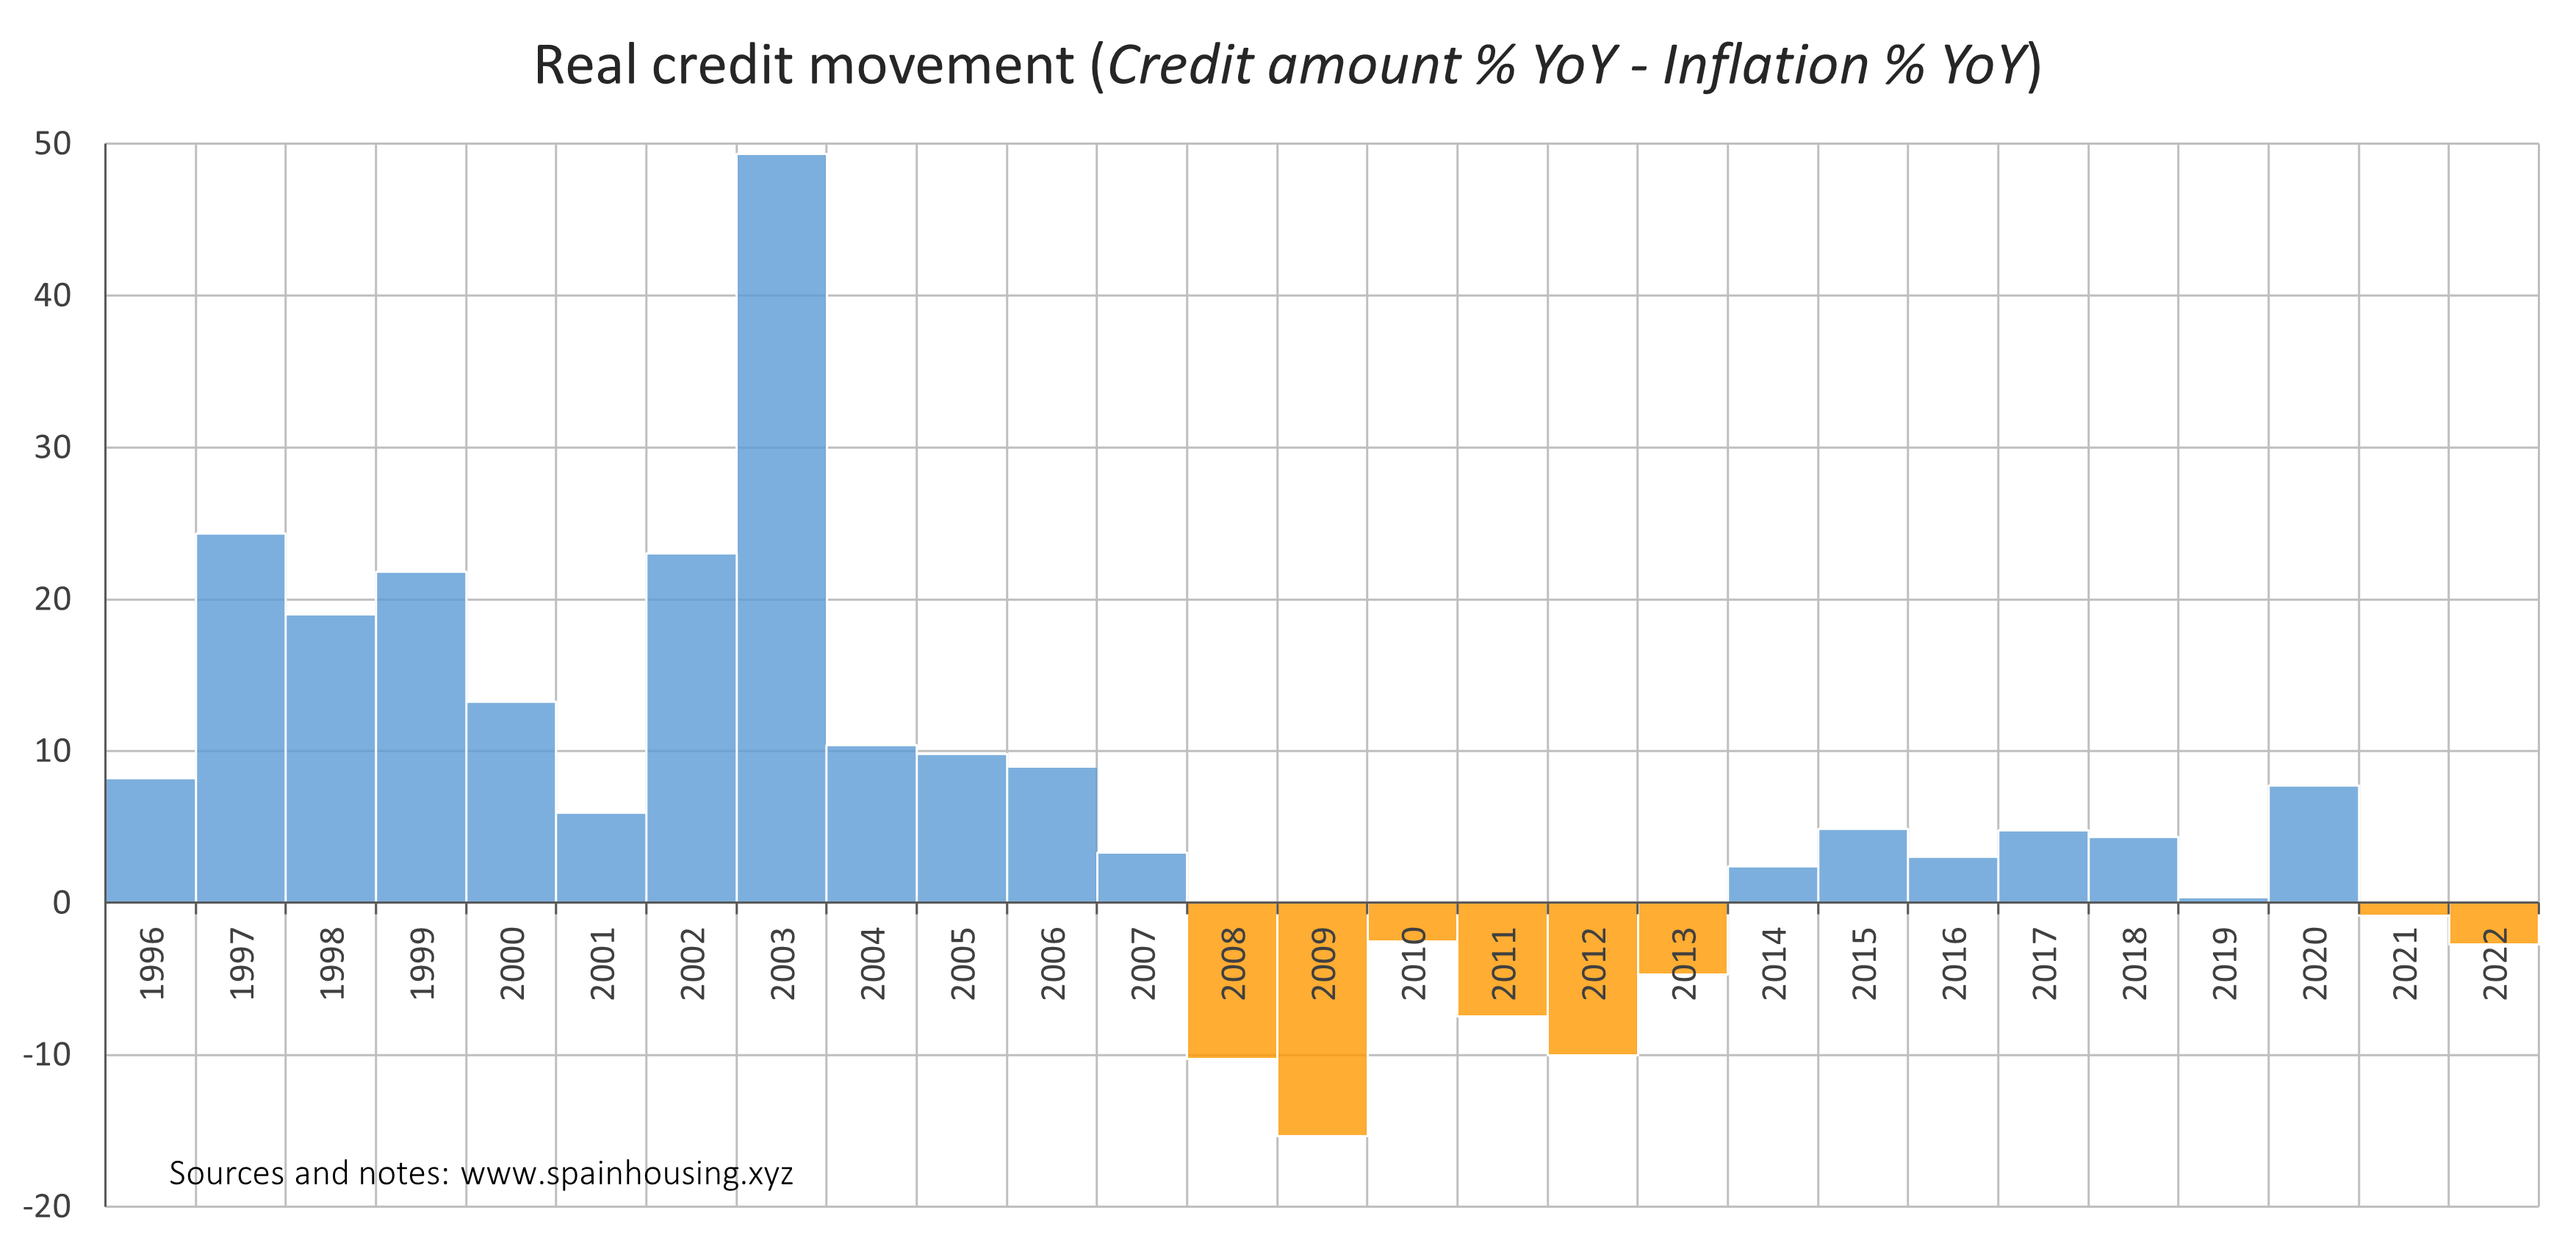 Real credit movement (Credit amount % YoY - Inflation % YoY)
50
40
30
20
10
0
1996 1997 1998 1999 2000 2001 2002 2003 2004 2005 2006 2007 2008 2009 2010 2011 2012 2013 2014 2015 2016 2017 2018 2019 2020 2021 2022
-10
Sources and notes: www.spainhousing.xyz
-20